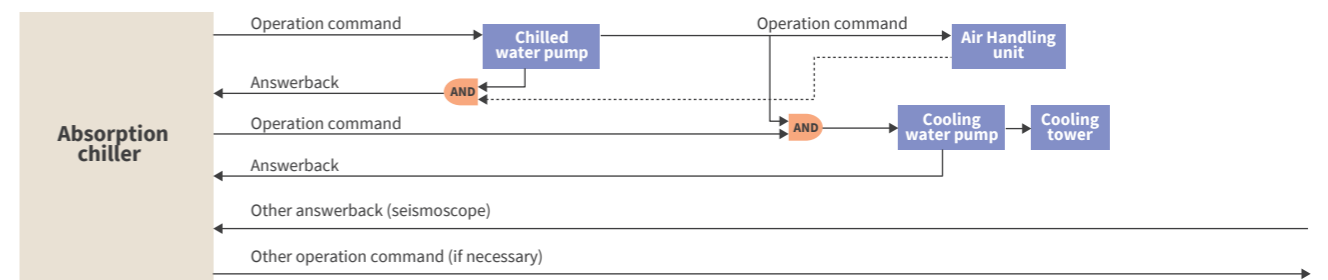 Operation command
Chilled
water pump
Operation command
Air Handling
unit
Answerback
AND
Absorption
chiller
Operation command
AND
Cooling
water pump
Cooling
tower
Answerback
Other answerback (seismoscope)
Other operation command (if necessary)